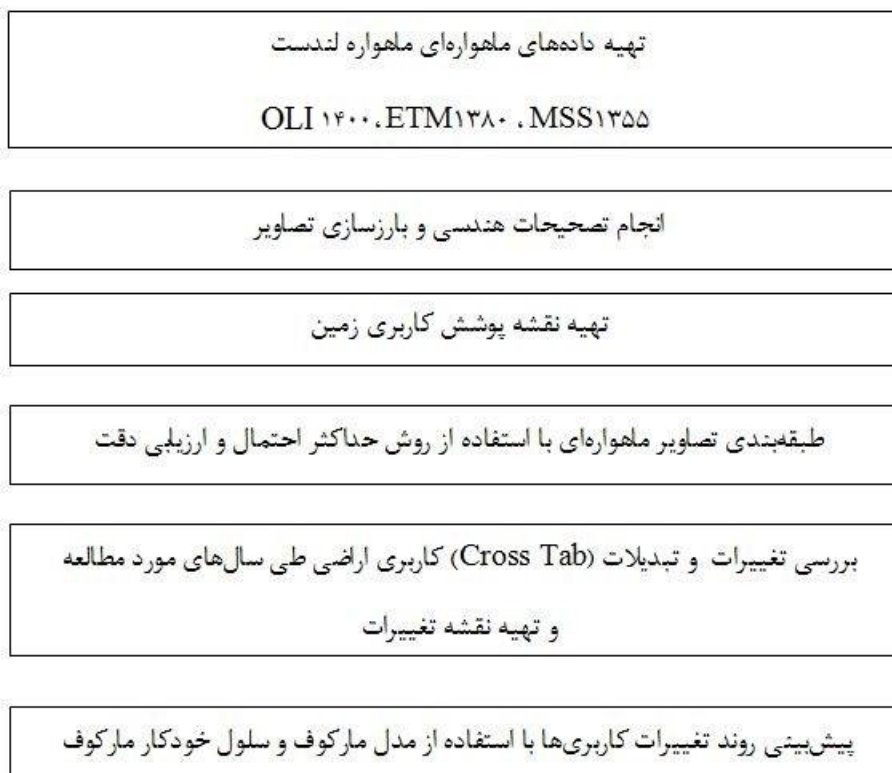 تهیه داده‌های ماهواره‌ای ماهواره لندست
MSS۱۳۵۵ ،ETM۱۳۸۰ ،OLI ۱۴۰۰
انجام تصحیحات هندسی و بارزسازی تصاویر
تهیه نقشه پوشش کاربری زمین
طبقه‌بندی تصاویر ماهواره‌ای با استفاده از روش حداکثر احتمال و ارزیابی دقت
بررسی تغییرات و تبدیلات (Cross Tab) کاربری اراضی طی سال‌های مورد مطالعه
و تهیه نقشه تغییرات
پیش‌بینی روند تغییرات کاربری‌ها با استفاده از مدل مارکوف و سلول خودکار مارکوف